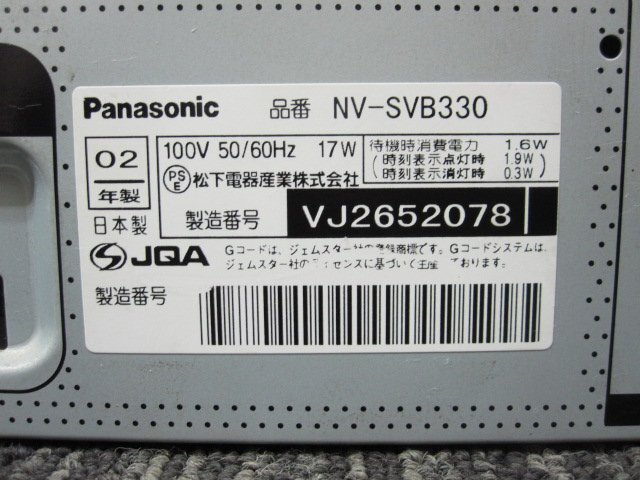 Panasonic 品番 NV-SVB330
02
年製
日本製
100V 50/60Hz 17W
PSE 松下電器産業株式会社
待機時消費電力 1.6W
(時刻表示点灯時 1.9W)
(時刻表示消灯時 0.3W)
製造番号 VJ2652078
JQA
Gコードは、ジェムスター社の登録商標です。Gコードシステムは、
ジェムスター社のライセンスに基づいて生産しております。
製造番号